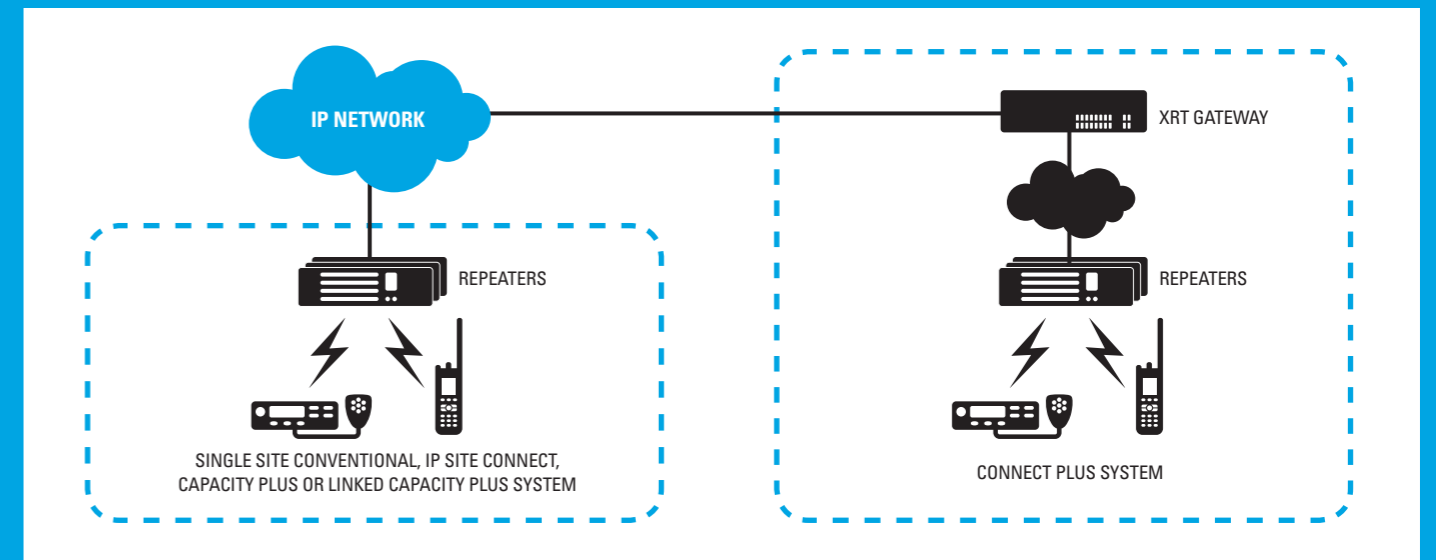 IP NETWORK
XRT GATEWAY
REPEATERS
REPEATERS
SINGLE SITE CONVENTIONAL, IP SITE CONNECT,
CAPACITY PLUS OR LINKED CAPACITY PLUS SYSTEM
CONNECT PLUS SYSTEM